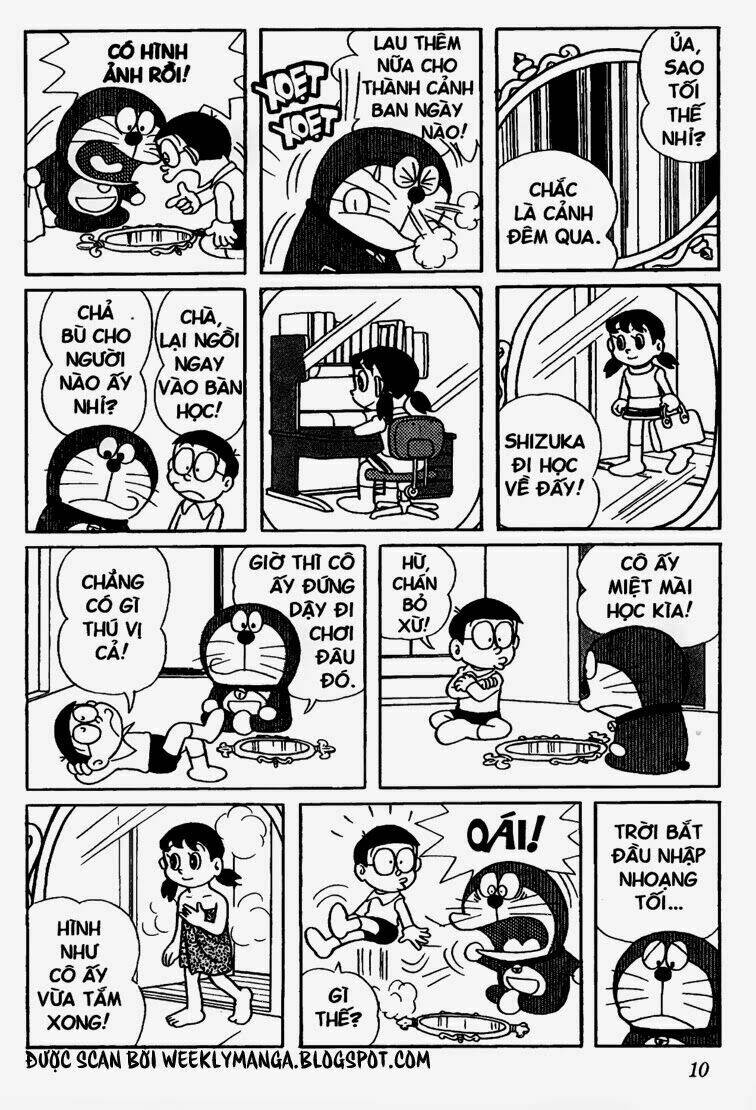 ỦA,
SAO
TỐI
THẾ
NHỈ?
CHẮC
LÀ CẢNH
ĐÊM QUA.
LAU THÊM
NỮA CHO
THÀNH CẢNH
BAN NGÀY
NÀO!
XOẸT
XOẸT
CÓ HÌNH
ẢNH RỒI!
SHIZUKA
ĐI HỌC
VỀ ĐẤY!
CHÀ,
LẠI NGỒI
NGAY
VÀO BÀN
HỌC!
CHẢ
BÙ CHO
NGƯỜI
NÀO ẤY
NHỈ?
CÔ ẤY
MIỆT MÀI
HỌC KÌA!
HỪ,
CHÁN
BỎ
XỪ!
GIỜ THÌ CÔ
ẤY ĐỨNG
DẬY ĐI
CHƠI
ĐÂU
ĐÓ.
CHẲNG
CÓ GÌ
THÚ VỊ
CẢ!
TRỜI BẮT
ĐẦU NHẬP
NHOẠNG
TỐI...
QÁI!
GÌ
THẾ?
HÌNH
NHƯ
CÔ ẤY
VỪA TẮM
XONG!
ĐƯỢC SCAN BỞI WEEKLYMANGA.BLOGSPOT.COM
10